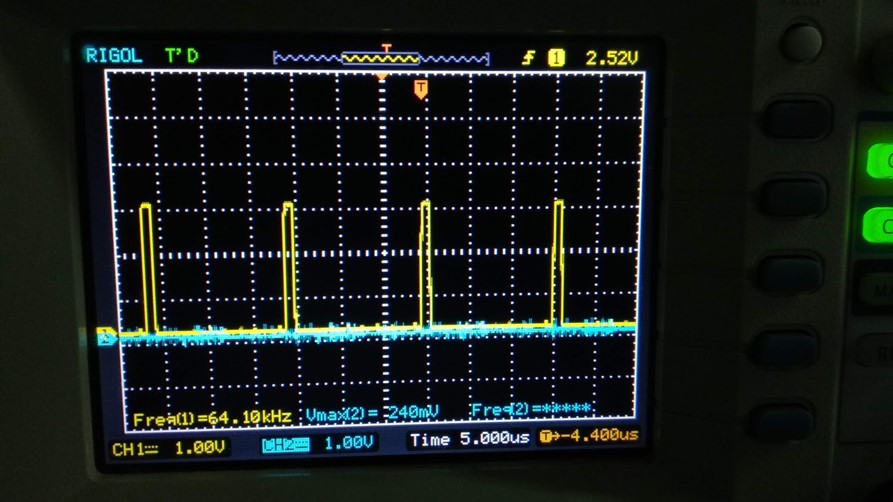 RIGOL T'D T 1 2.52V
T
Freq(1)=64.10kHz Vmax(2)= 240mV Freq(2)=*****
CH1 1.00V CH2 1.00V Time 5.000us T→-4.400us